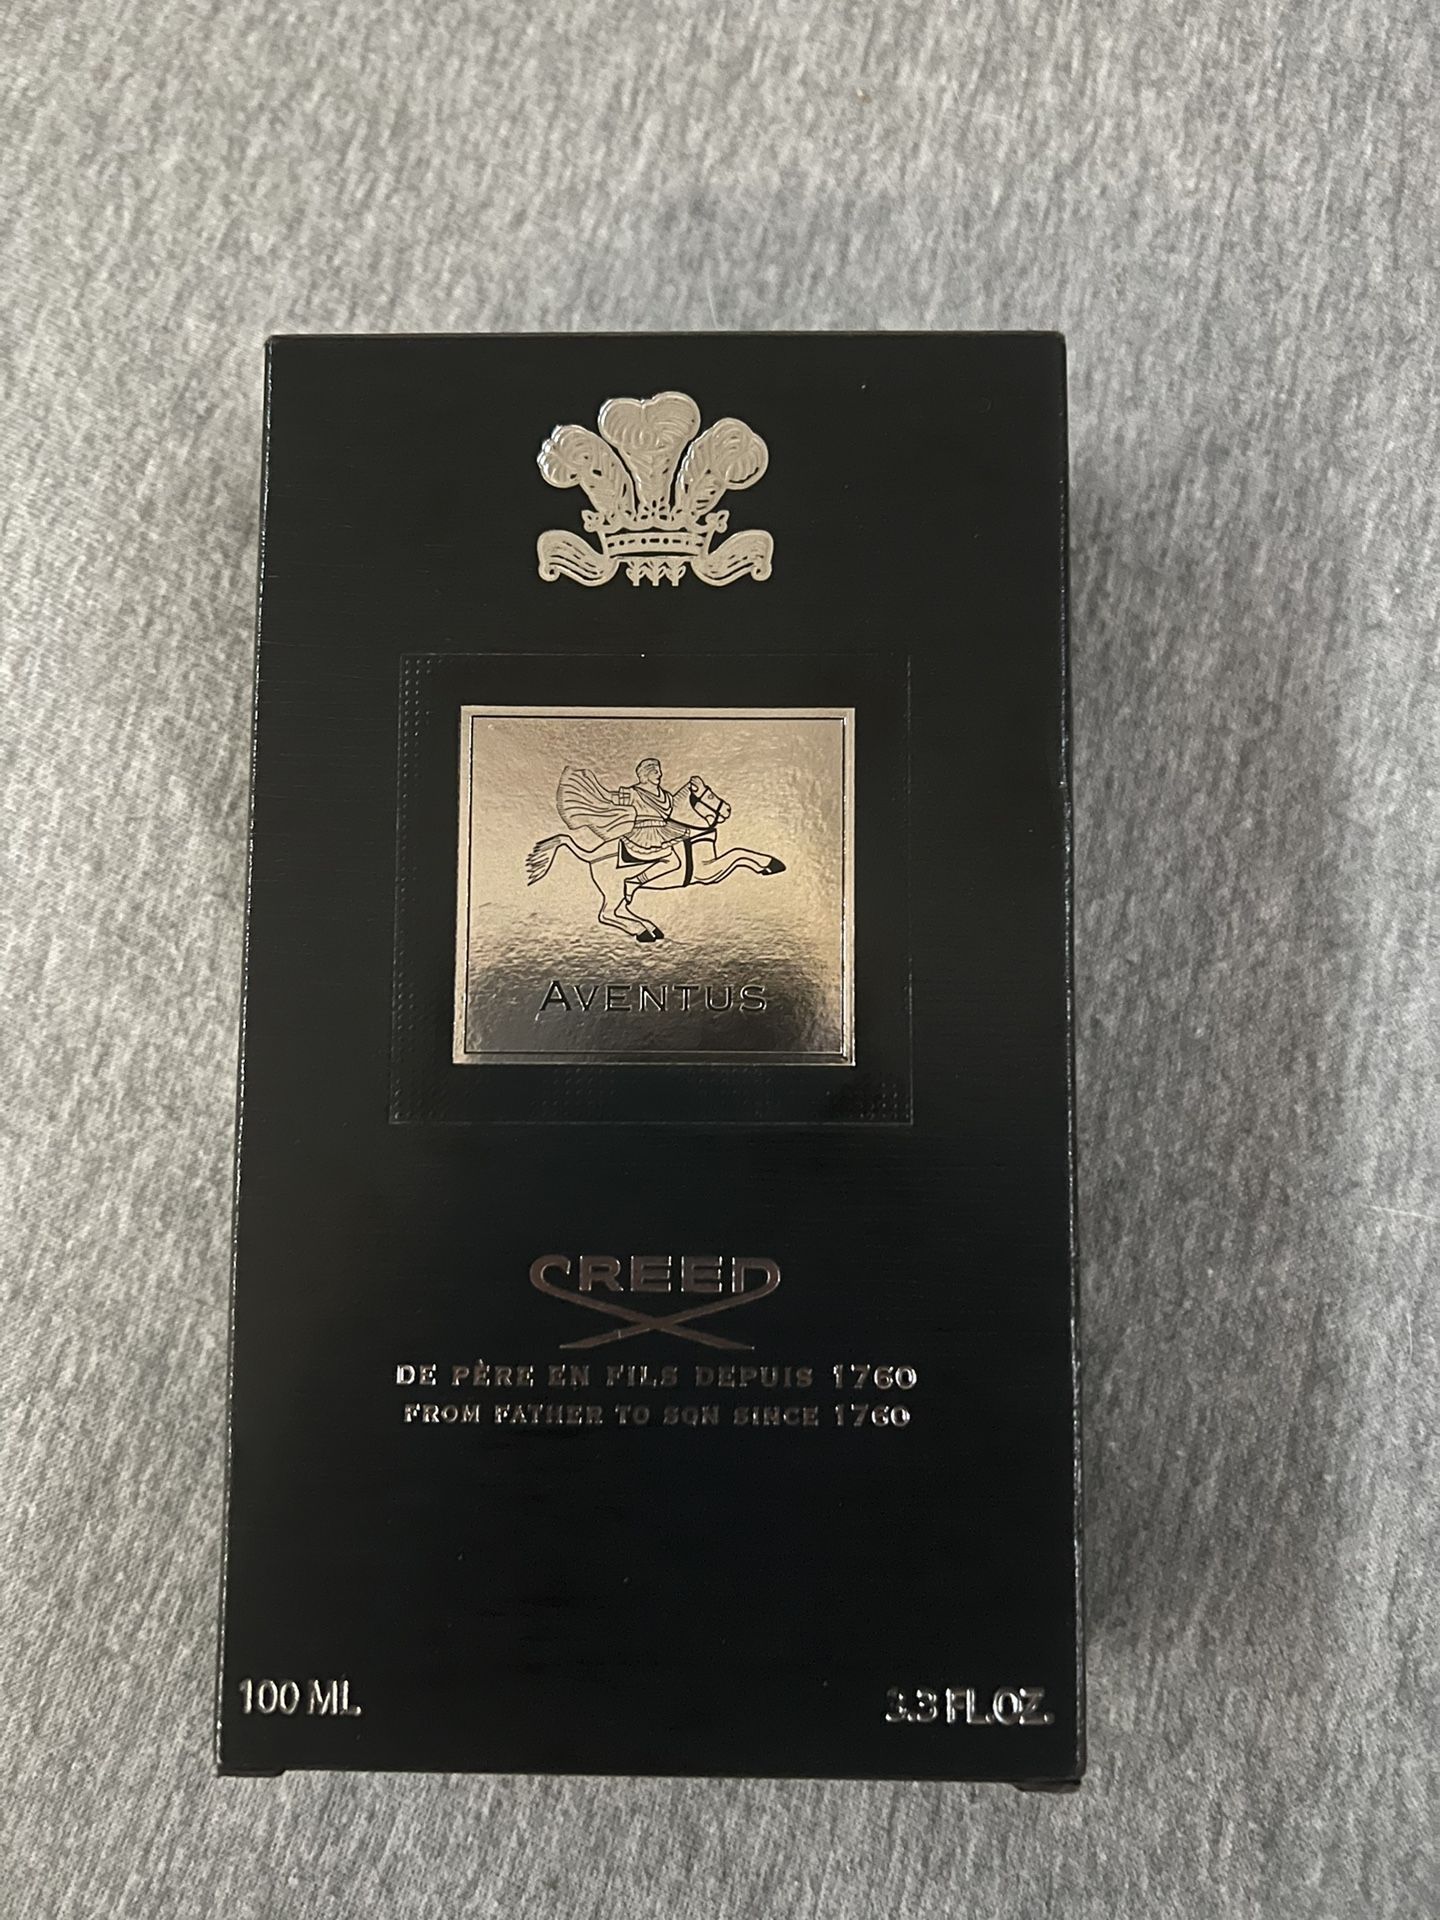 AVENTUS
CREED
DE PÈRE EN FILS DEPUIS 1760
FROM FATHER TO SON SINCE 1760
100 ML
3.3 FL.OZ.